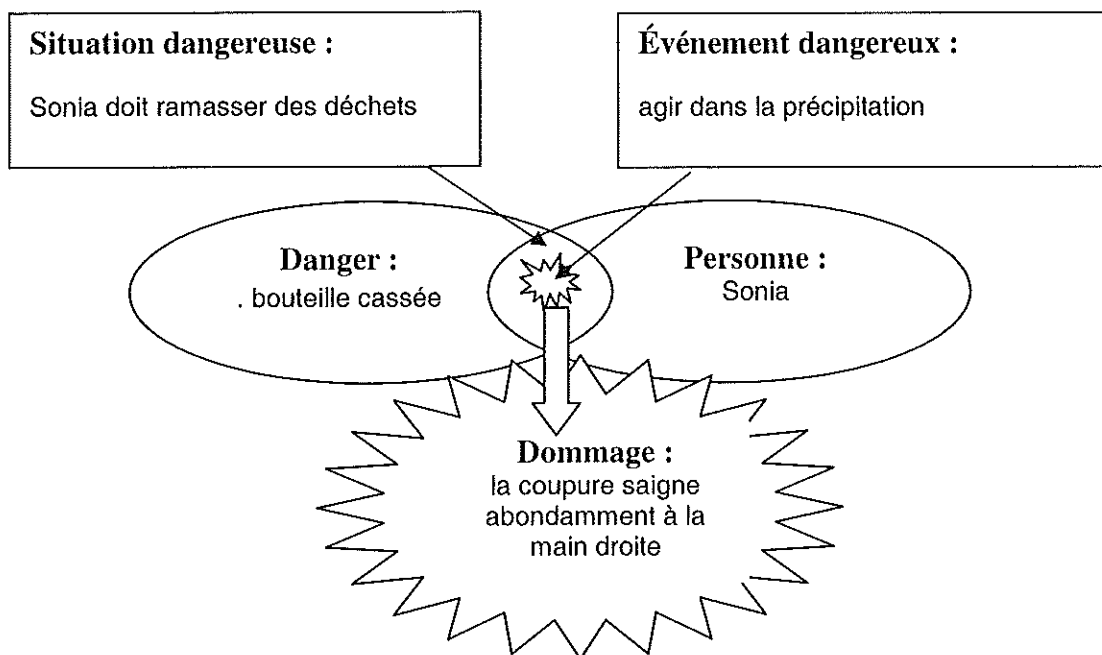 Situation dangereuse :
Sonia doit ramasser des déchets
Événement dangereux :
agir dans la précipitation
Danger :
. bouteille cassée
Personne :
Sonia
Dommage :
la coupure saigne
abondamment à la
main droite